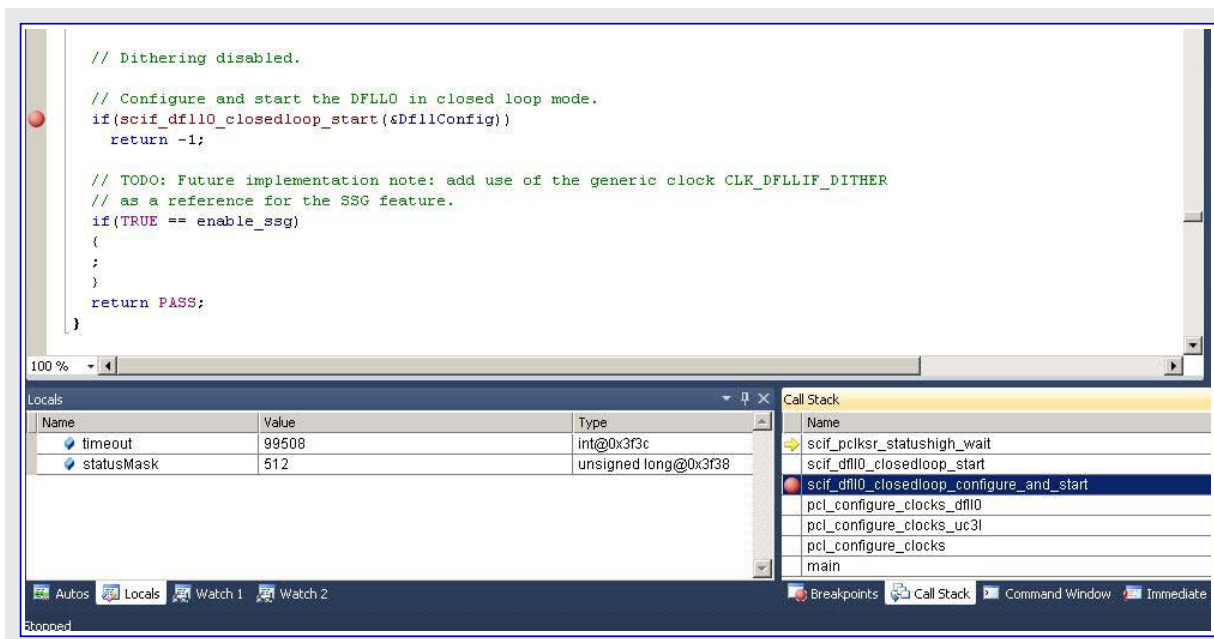 // Dithering disabled.
// Configure and start the DFLL0 in closed loop mode.
if(scif_dfll0_closedloop_start(&DfllConfig))
return -1;
// TODO: Future implementation note: add use of the generic clock CLK_DFLLIF_DITHER
// as a reference for the SSG feature.
if(TRUE == enable_ssg)
{
;
}
return PASS;
}
100 %
Locals
Name Value Type
timeout 99508 int@0x3f3c
statusMask 512 unsigned long@0x3f38
Autos Locals Watch 1 Watch 2
Call Stack
Name
scif_pclksr_statushigh_wait
scif_dfll0_closedloop_start
scif_dfll0_closedloop_configure_and_start
pcl_configure_clocks_dfll0
pcl_configure_clocks_uc3l
pcl_configure_clocks
main
Breakpoints Call Stack Command Window Immediate
Stopped